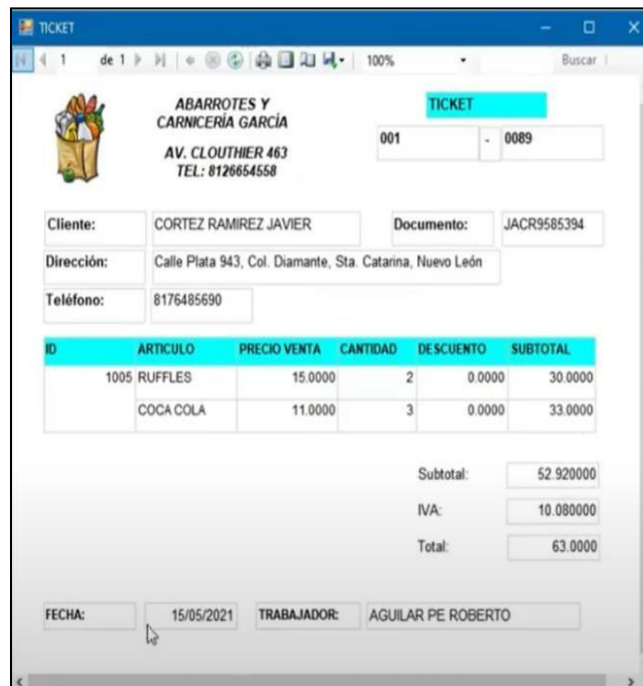 TICKET
1 de 1 100% Buscar
ABARROTES Y
CARNICERÍA GARCÍA
AV. CLOUTHIER 463
TEL: 8126654558
TICKET
001 - 0089
Cliente: CORTEZ RAMIREZ JAVIER Documento: JACR9585394
Dirección: Calle Plata 943, Col. Diamante, Sta. Catarina, Nuevo León
Teléfono: 8176485690
ID ARTICULO PRECIO VENTA CANTIDAD DESCUENTO SUBTOTAL
1005 RUFFLES 15.0000 2 0.0000 30.0000
COCA COLA 11.0000 3 0.0000 33.0000
Subtotal: 52.920000
IVA: 10.080000
Total: 63.0000
FECHA: 15/05/2021 TRABAJADOR: AGUILAR PE ROBERTO